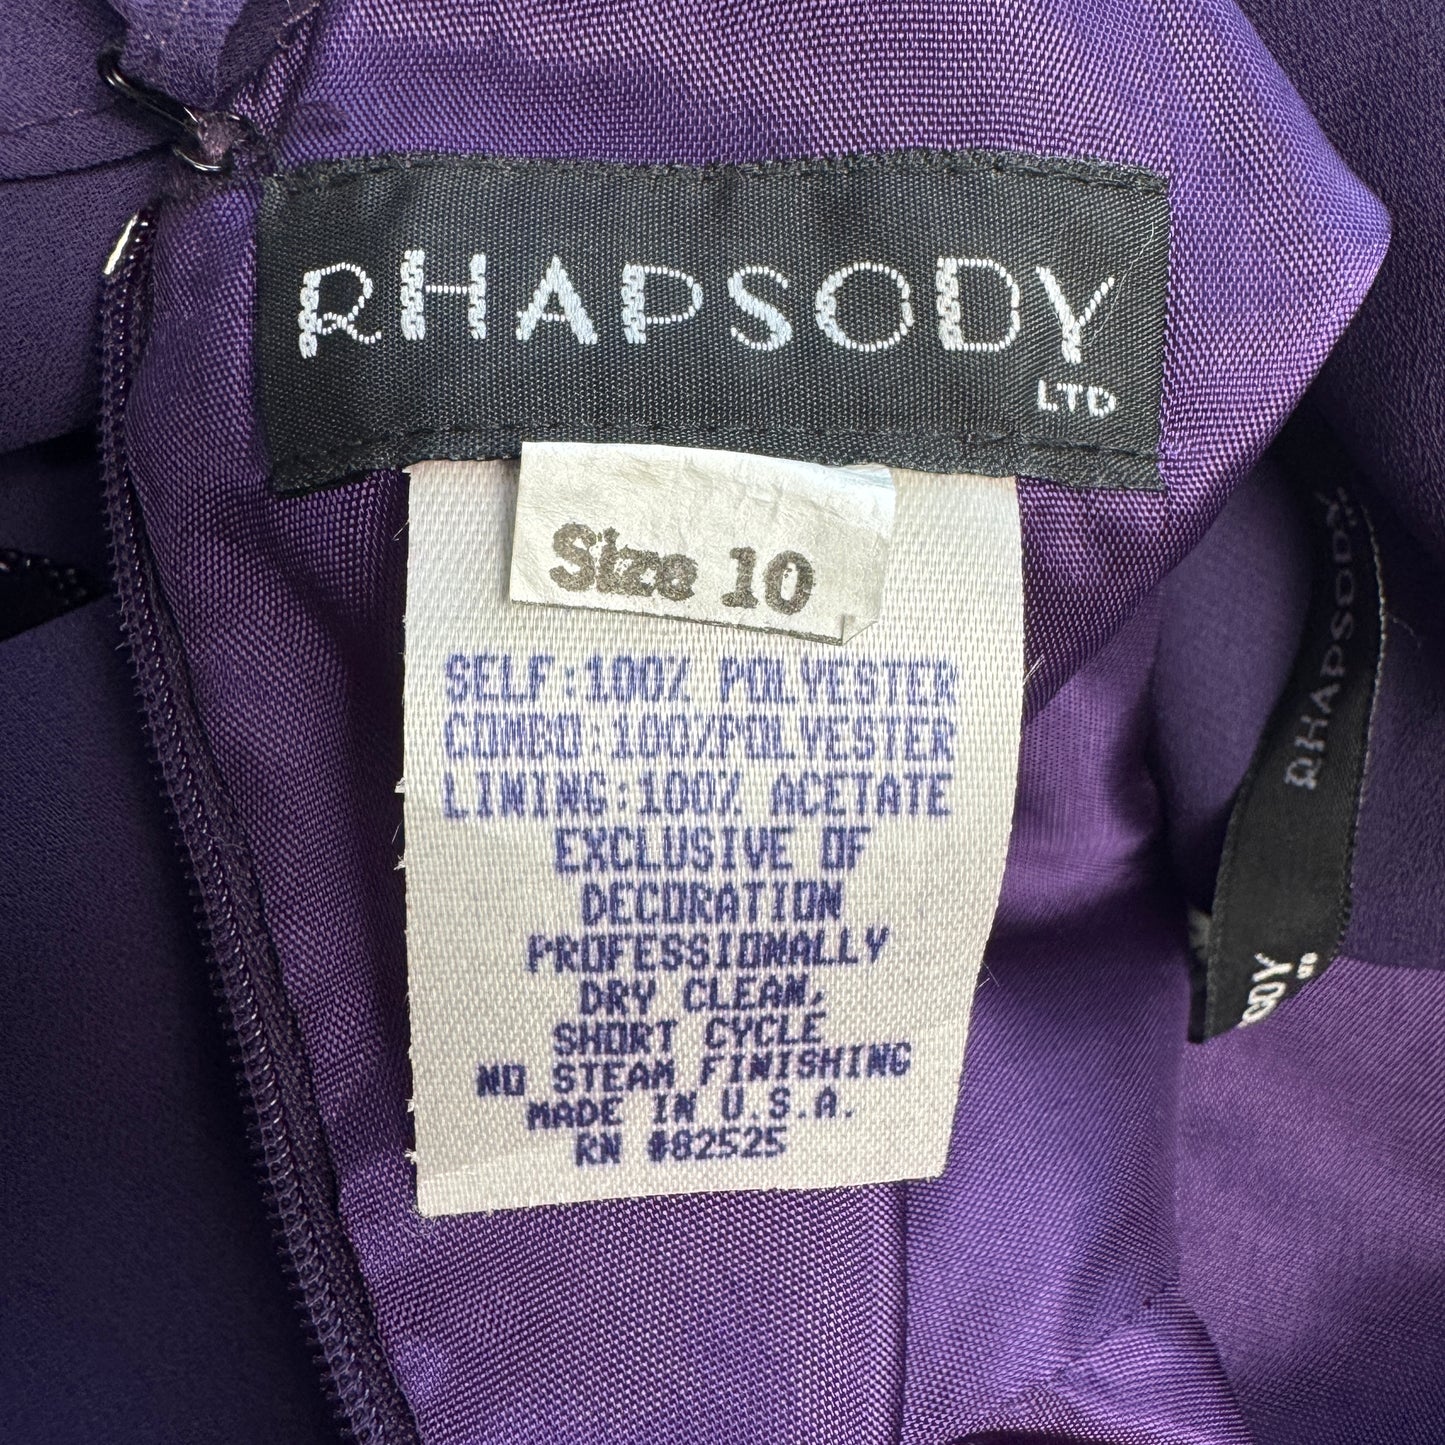 RHAPSODY
LTD
Size 10
SELF:100% POLYESTER
COMBO:100%POLYESTER
LINING:100% ACETATE
EXCLUSIVE OF
DECORATION
PROFESSIONALLY
DRY CLEAN,
SHORT CYCLE
NO STEAM FINISHING
MADE IN U.S.A.
RN #82525
RHAPSODY